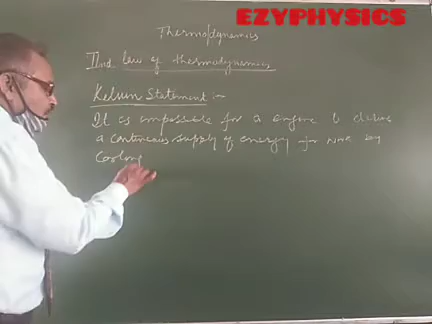 EZYPHYSICS
Thermodynamics
IInd law of thermodynamics
Kelvin Statement :-
It is impossible for a engine to derive
a continuous supply of energy for work by
Cooling